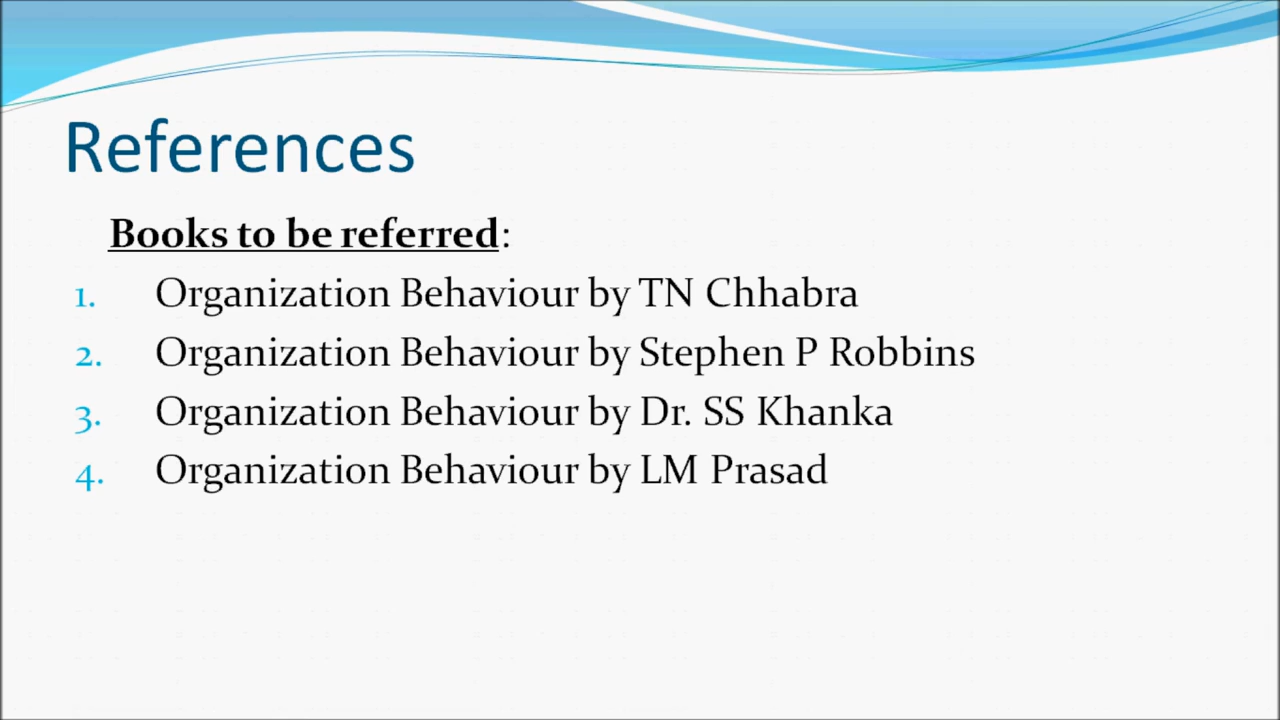 References
Books to be referred:
1. Organization Behaviour by TN Chhabra
2. Organization Behaviour by Stephen P Robbins
3. Organization Behaviour by Dr. SS Khanka
4. Organization Behaviour by LM Prasad